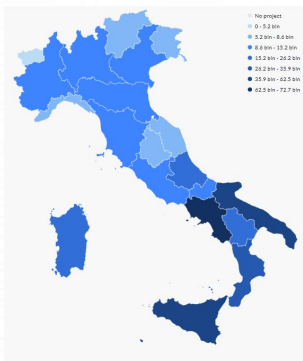 No project
0 - 5.2 bln
5.2 bln - 8.6 bln
8.6 bln - 15.2 bln
15.2 bln - 26.2 bln
26.2 bln - 35.9 bln
35.9 bln - 62.5 bln
62.5 bln - 72.7 bln